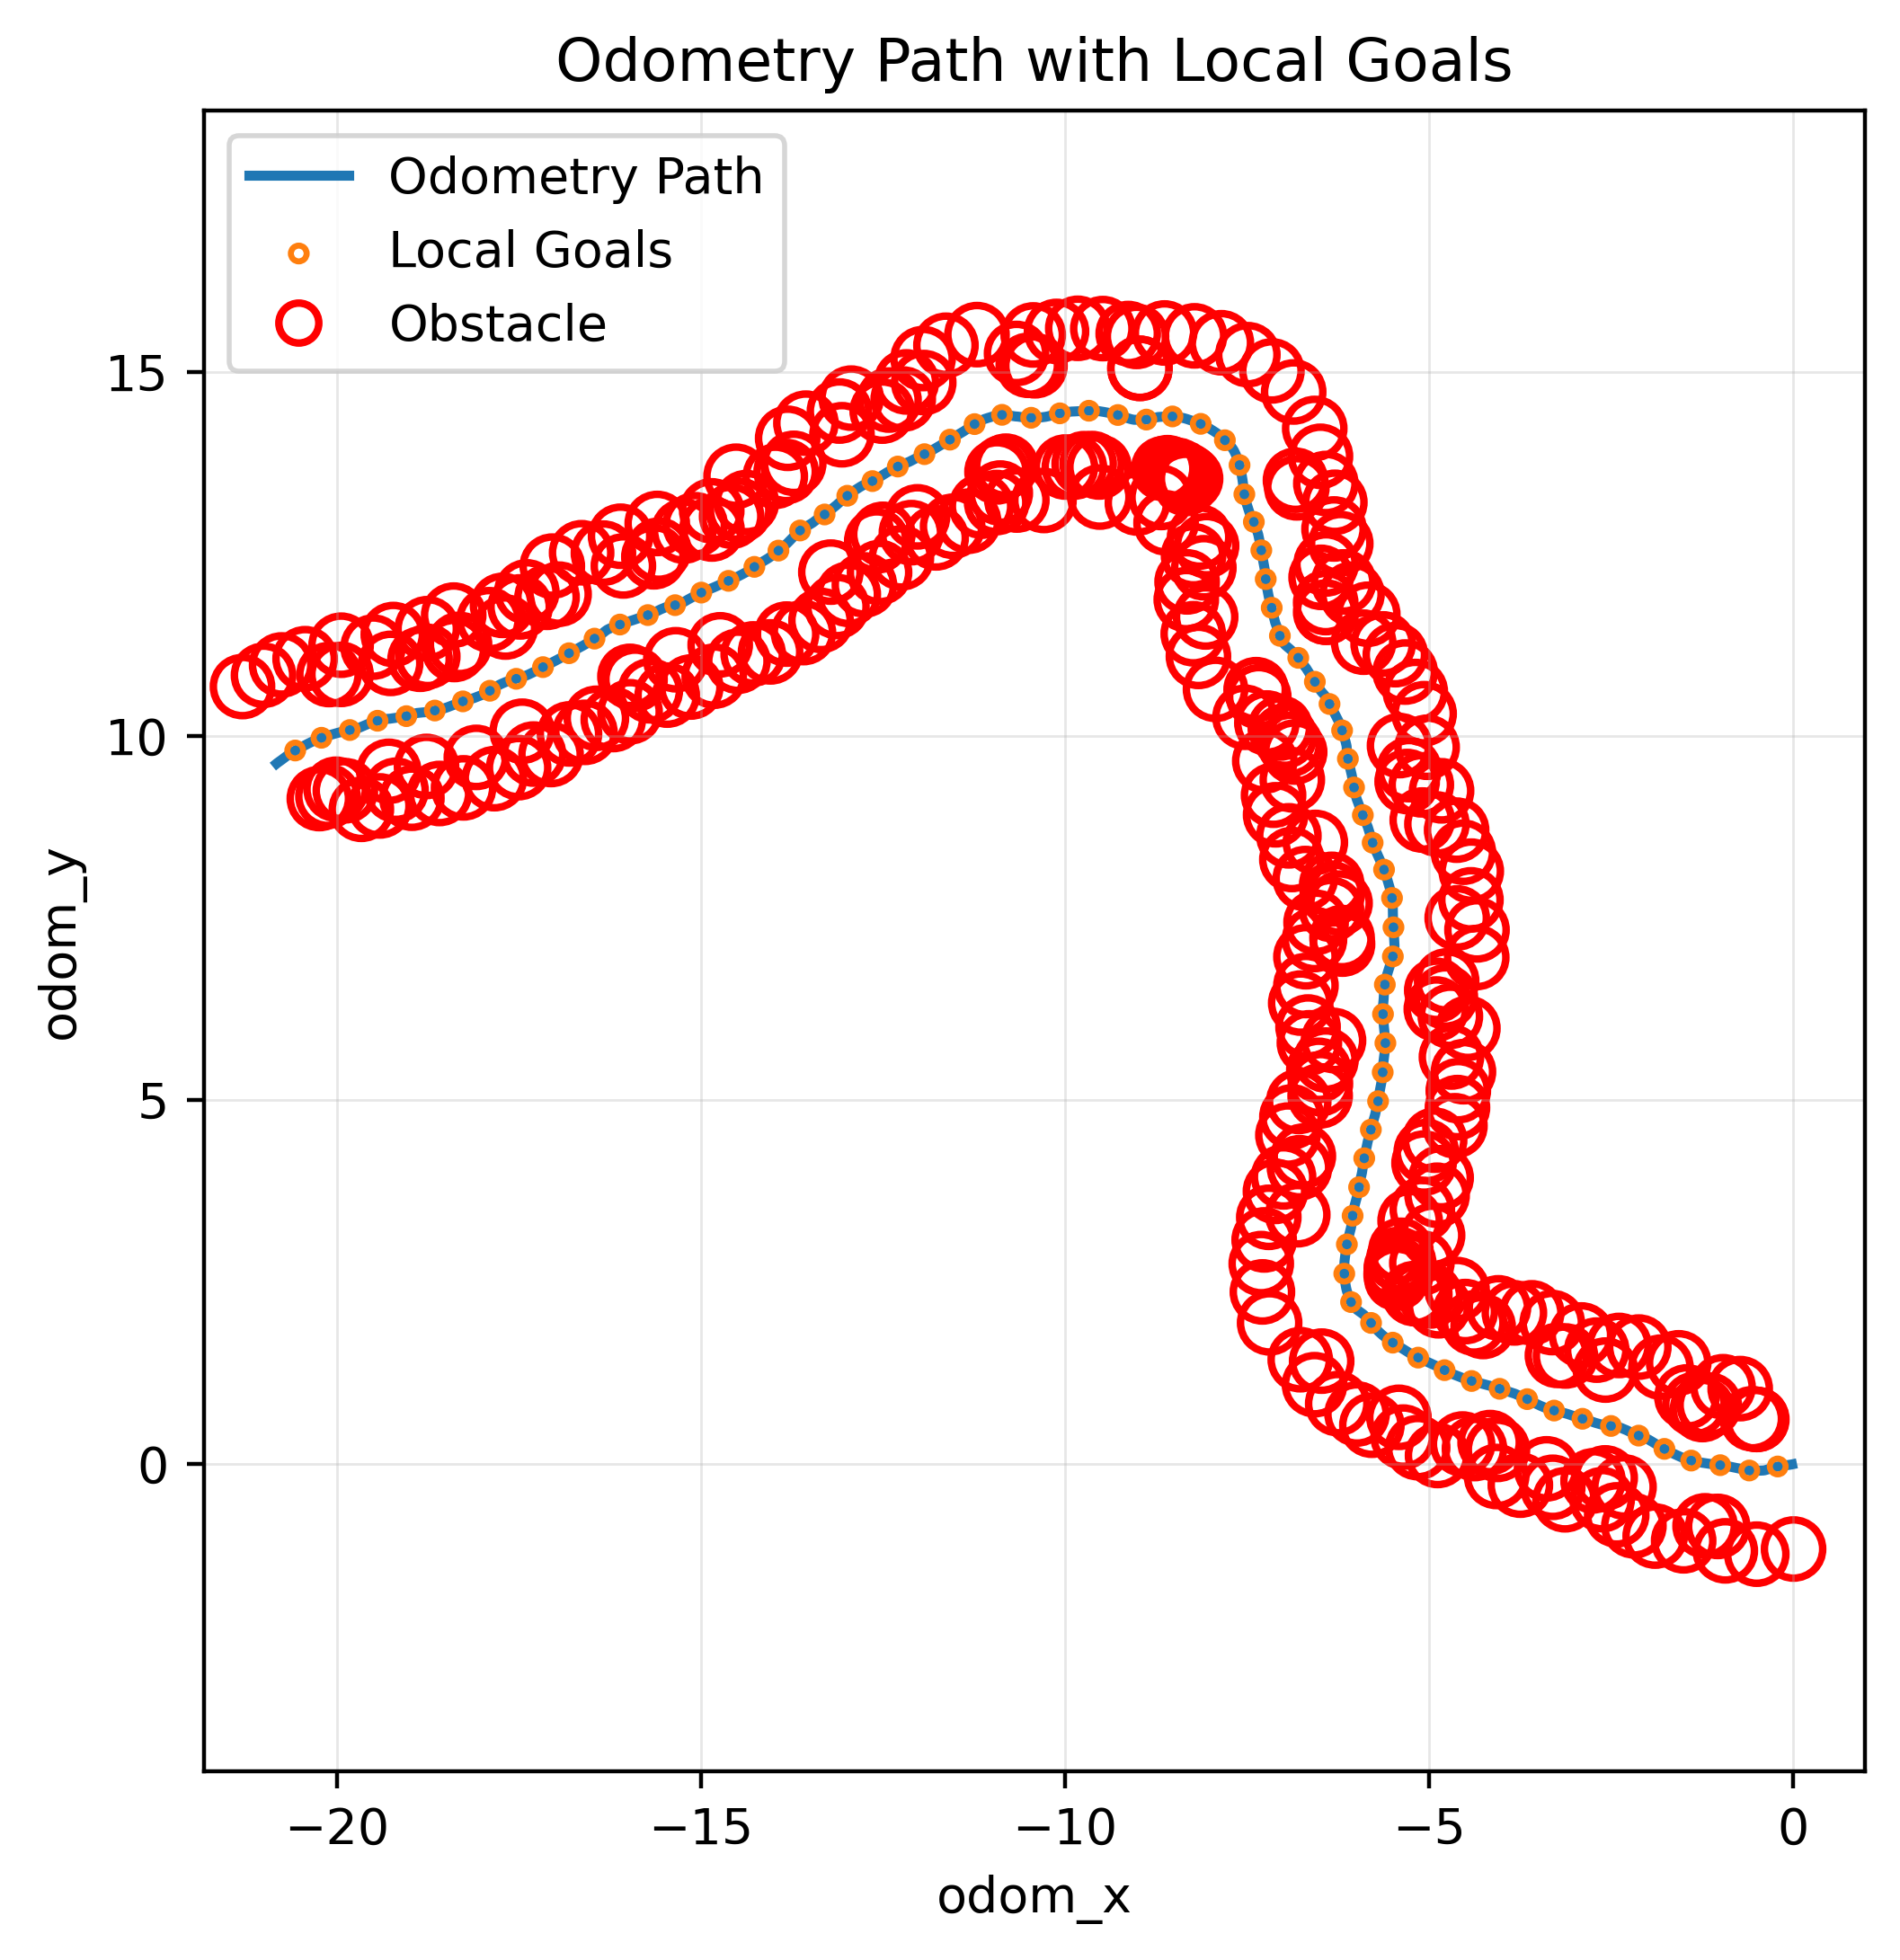 Odometry Path with Local Goals
Odometry Path
Local Goals
Obstacle
15
10
5
0
odom_y
−20
−15
−10
−5
0
odom_x